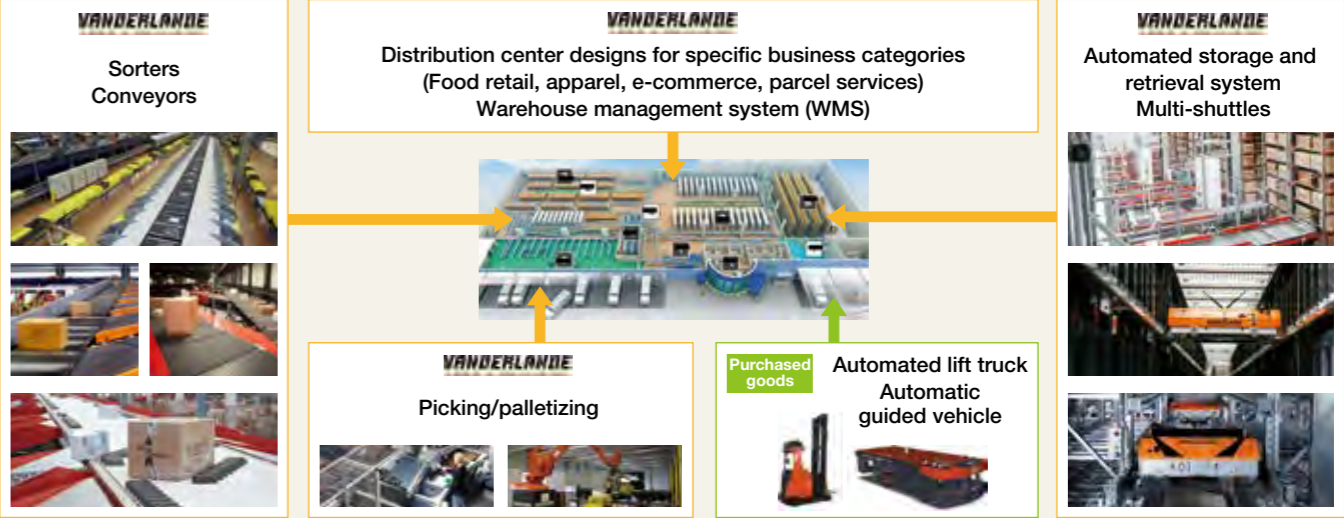 VANDERLANDE
Sorters
Conveyors
VANDERLANDE
Distribution center designs for specific business categories
(Food retail, apparel, e-commerce, parcel services)
Warehouse management system (WMS)
VANDERLANDE
Automated storage and
retrieval system
Multi-shuttles
VANDERLANDE
Picking/palletizing
Purchased
goods
Automated lift truck
Automatic
guided vehicle